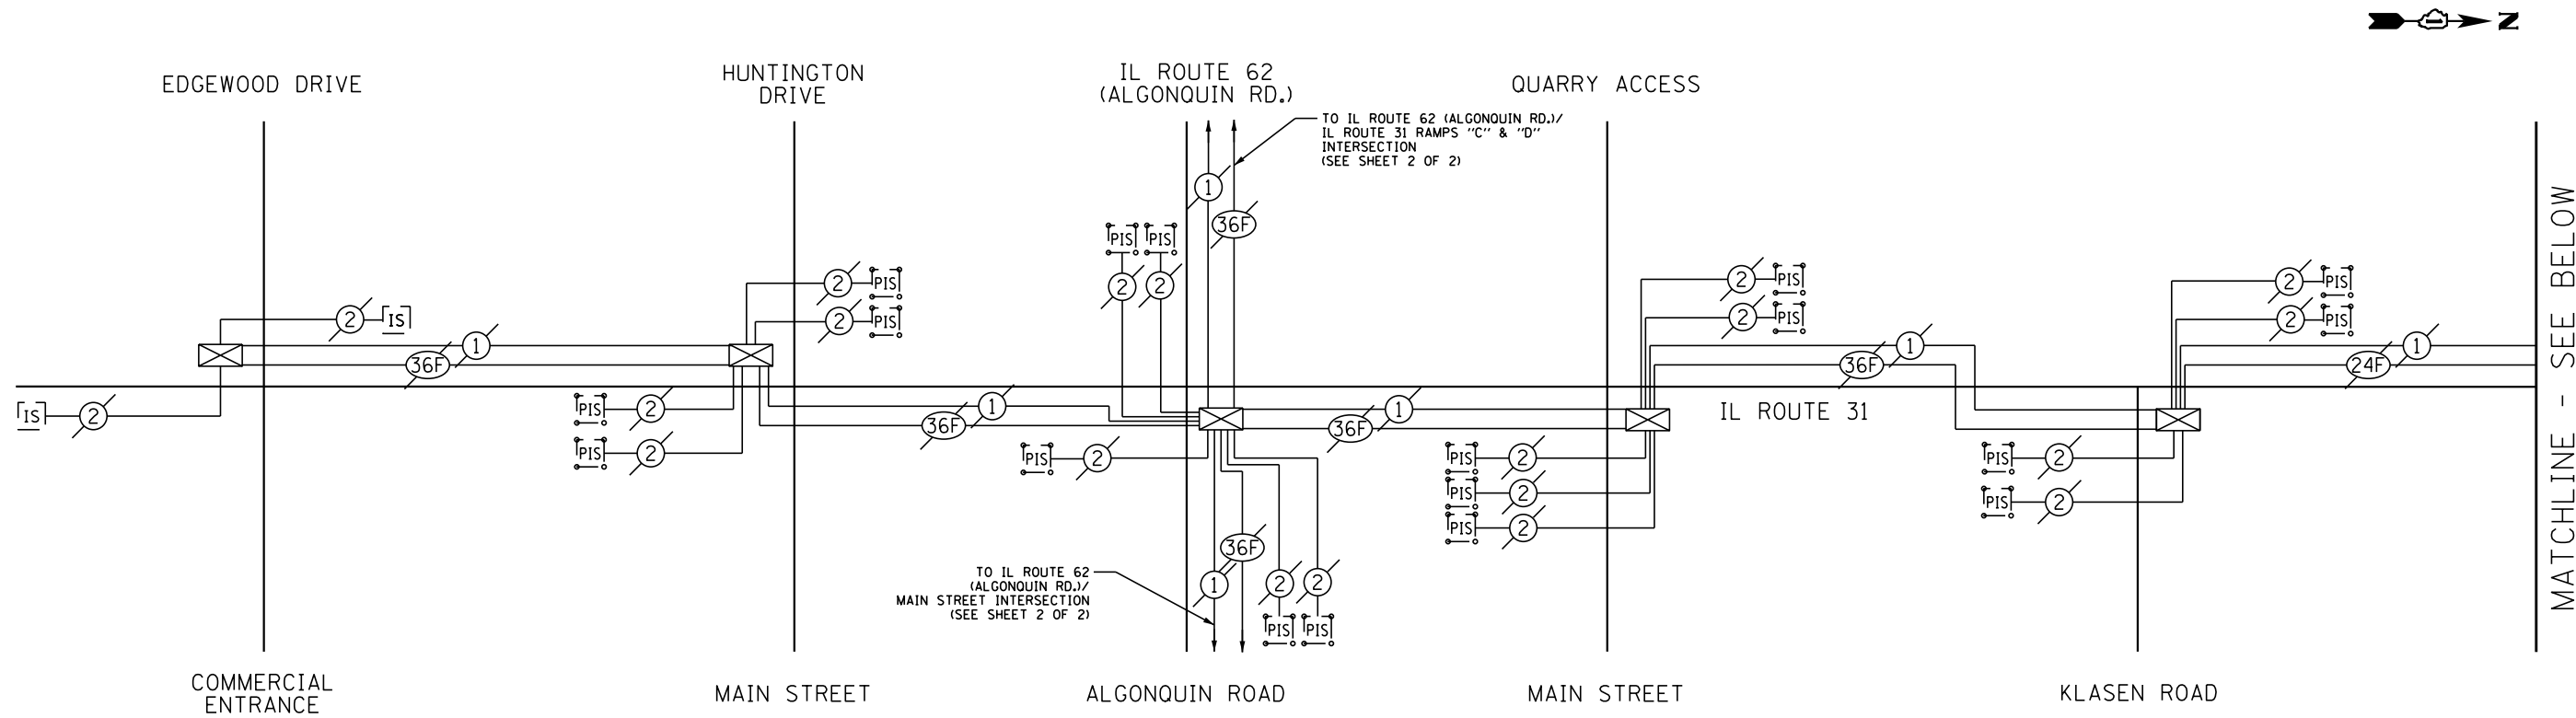 N
EDGEWOOD DRIVE
HUNTINGTON
DRIVE
IL ROUTE 62
(ALGONQUIN RD.)
QUARRY ACCESS
TO IL ROUTE 62 (ALGONQUIN RD.)/
IL ROUTE 31 RAMPS "C" & "D"
INTERSECTION
(SEE SHEET 2 OF 2)
1
36F
PIS
PIS
2
2
2
IS
1
36F
IS
2
2
PIS
2
PIS
PIS
2
PIS
2
1
36F
PIS
2
1
36F
2
PIS
2
PIS
1
36F
IL ROUTE 31
PIS
2
PIS
2
PIS
2
2
PIS
2
PIS
1
24F
PIS
2
PIS
2
MATCHLINE - SEE BELOW
36F
1
2
2
PIS
PIS
TO IL ROUTE 62
(ALGONQUIN RD.)/
MAIN STREET INTERSECTION
(SEE SHEET 2 OF 2)
COMMERCIAL
ENTRANCE
MAIN STREET
ALGONQUIN ROAD
MAIN STREET
KLASEN ROAD